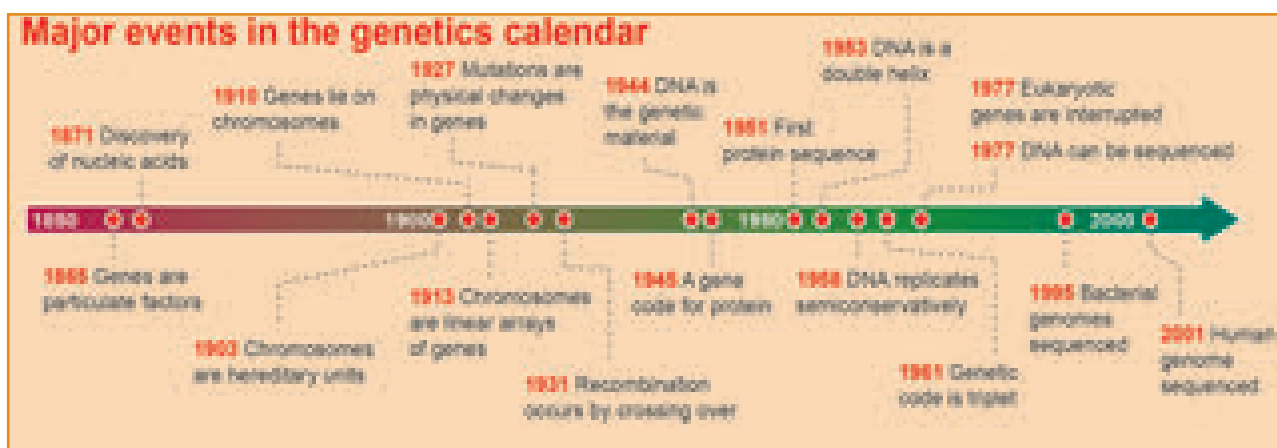 Major events in the genetics calendar
1871 Discovery
of nucleic acids
1910 Genes lie on
chromosomes
1927 Mutations are
physical changes
in genes
1944 DNA is
the genetic
material
1951 First
protein sequence
1953 DNA is a
double helix
1977 Eukaryotic
genes are interrupted
1977 DNA can be sequenced
1850
1900
1950
2000
1865 Genes are
particulate factors
1903 Chromosomes
are hereditary units
1913 Chromosomes
are linear arrays
of genes
1931 Recombination
occurs by crossing over
1945 A gene
code for protein
1958 DNA replicates
semiconservatively
1961 Genetic
code is triplet
1995 Bacterial
genomes
sequenced
2001 Human
genome
sequenced